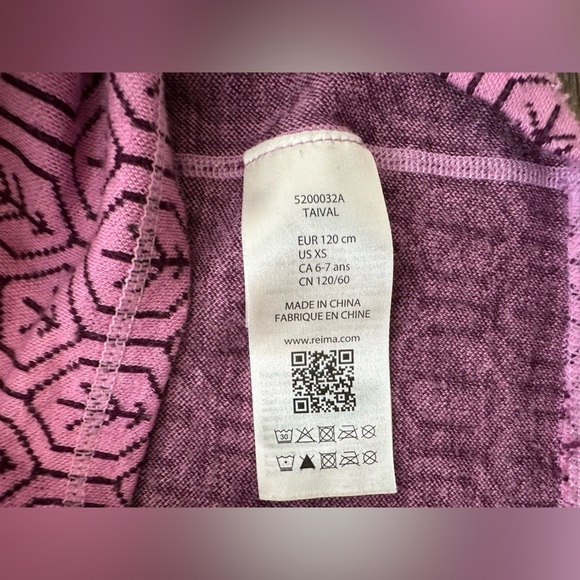 5200032A
TAIVAL
EUR 120 cm
US XS
CA 6-7 ans
CN 120/60
MADE IN CHINA
FABRIQUE EN CHINE
www.reima.com
30